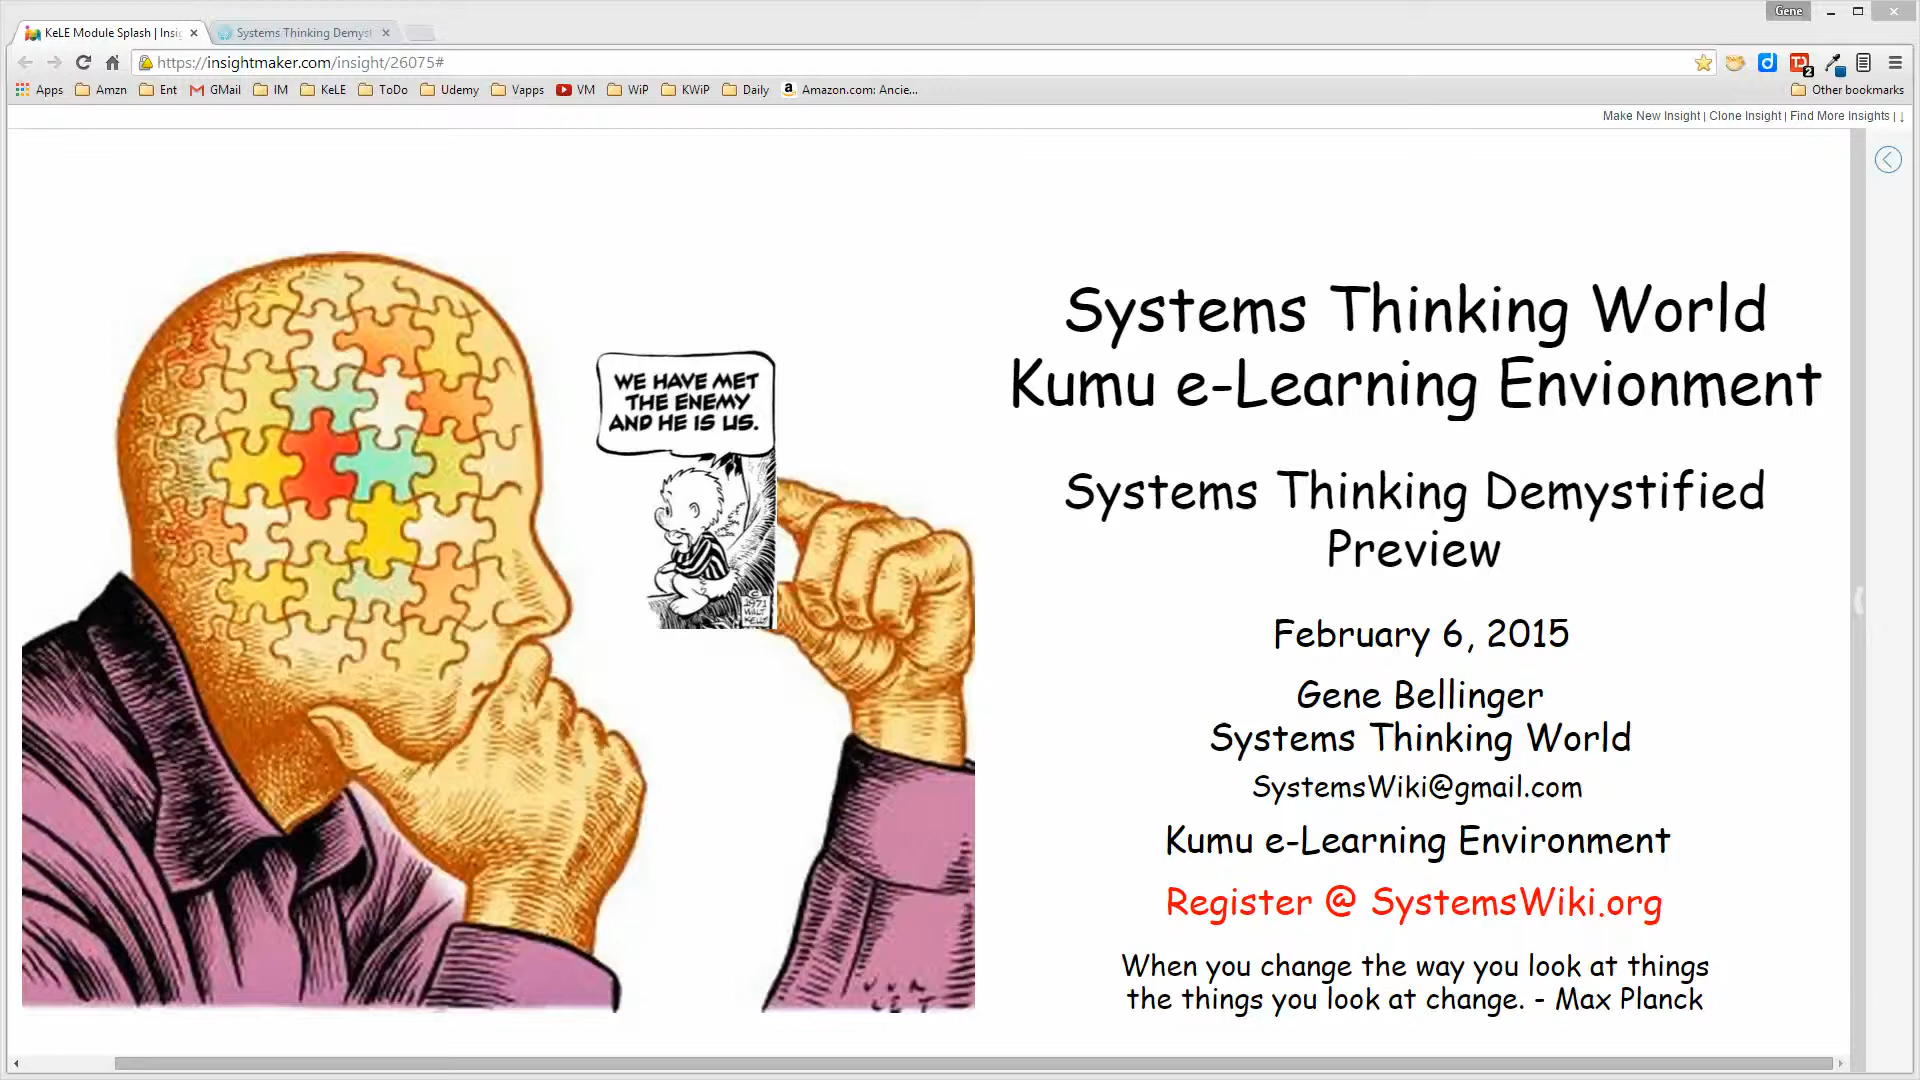 Gene
KeLE Module Splash | Insig
Systems Thinking Demyst
https://insightmaker.com/insight/26075#
Apps
Amzn
Ent
GMail
IM
KeLE
ToDo
Udemy
Vapps
VM
WiP
KWiP
Daily
Amazon.com: Ancie...
Other bookmarks
Make New Insight | Clone Insight | Find More Insights | ↓
WE HAVE MET
THE ENEMY
AND HE IS US.
© 1971
WALT
KELLY
Systems Thinking World
Kumu e-Learning Envionment
Systems Thinking Demystified
Preview
February 6, 2015
Gene Bellinger
Systems Thinking World
SystemsWiki@gmail.com
Kumu e-Learning Environment
Register @ SystemsWiki.org
When you change the way you look at things
the things you look at change. - Max Planck